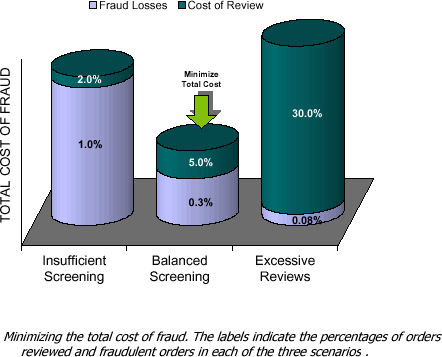 Fraud Losses Cost of Review
TOTAL COST OF FRAUD
2.0%
1.0%
Minimize
Total Cost
5.0%
0.3%
30.0%
0.08%
Insufficient
Screening
Balanced
Screening
Excessive
Reviews
Minimizing the total cost of fraud. The labels indicate the percentages of orders
reviewed and fraudulent orders in each of the three scenarios .